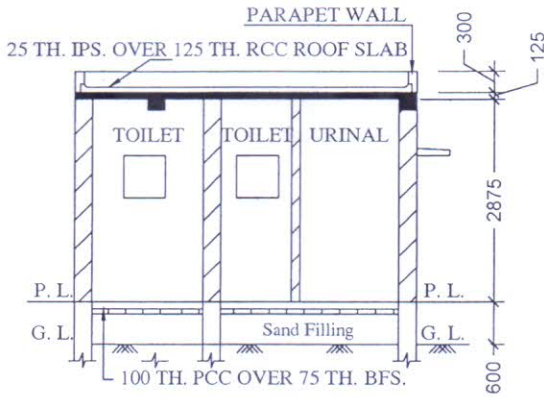 PARAPET WALL
25 TH. IPS. OVER 125 TH. RCC ROOF SLAB
300
125
TOILET
TOILET
URINAL
2875
P. L.
P. L.
G. L.
Sand Filling
G. L.
600
100 TH. PCC OVER 75 TH. BFS.